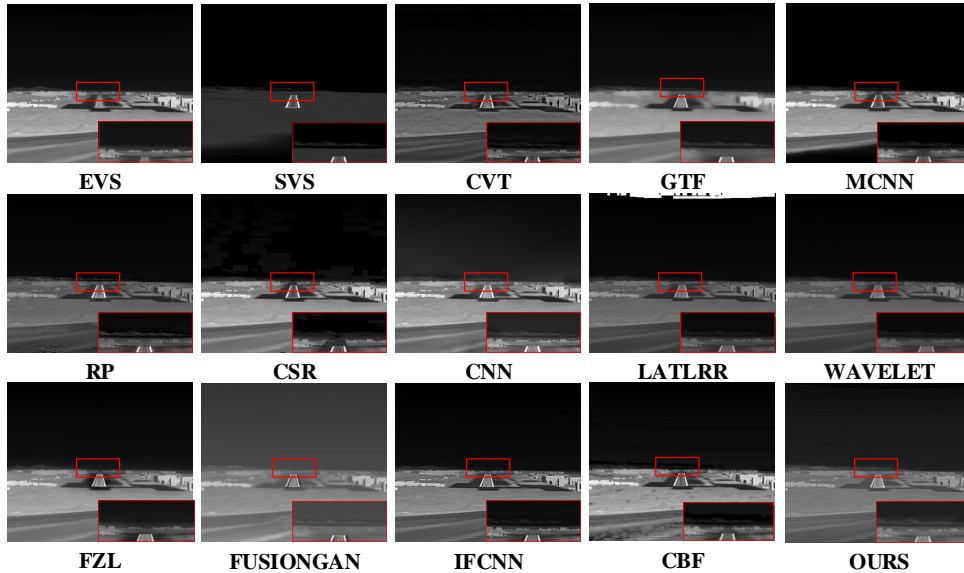 EVS SVS CVT GTF MCNN
RP CSR CNN LATLRR WAVELET
FZL FUSIONGAN IFCNN CBF OURS